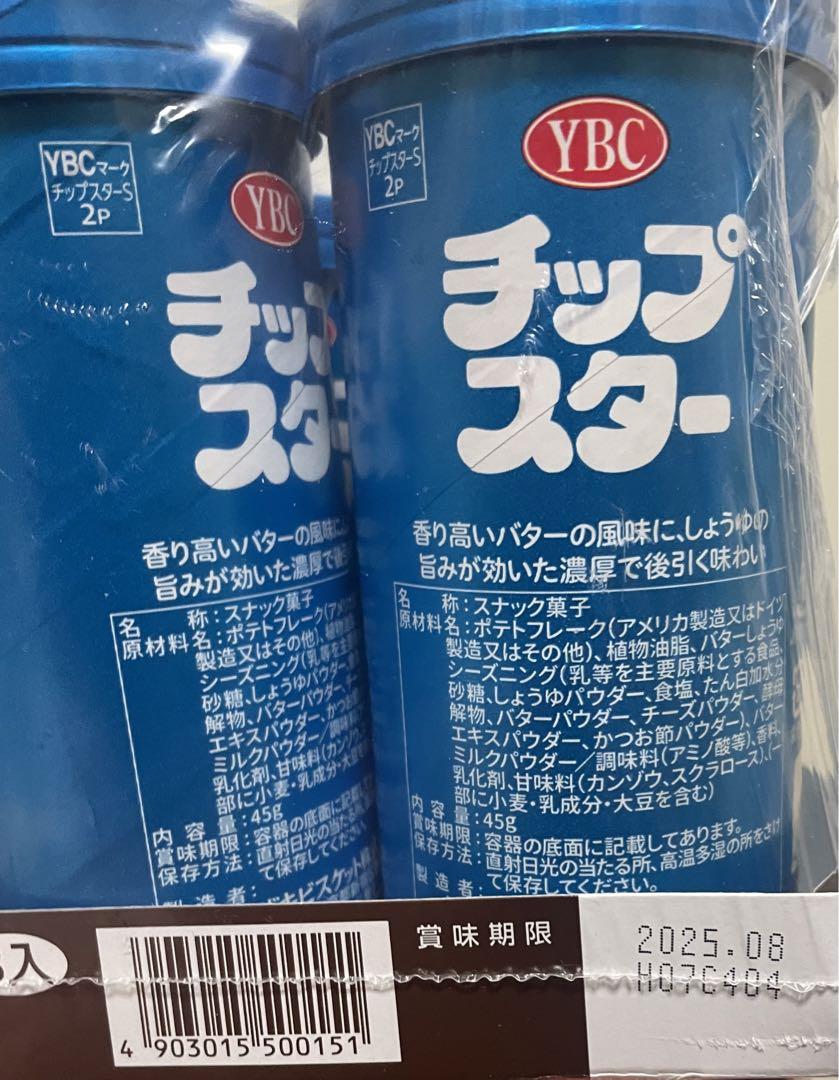 YBCマーク
チップスターS
2P
YBC
チップ
スタ
香り高いバターの風味に、
旨みが効いた濃厚で後
名 称:スナック菓子
原材料名:ポテトフレーク(ア
製造又はその他)、植物
シーズニング(乳等を主
砂糖、しょうゆパウダー、
解物、バターパウダー、
エキスパウダー、かつお
ミルクパウダー/調味料
乳化剤、甘味料(カンゾウ、
部に小麦・乳成分・大豆を
内 容 量:45g
賞味期限:容器の底面に記載
保存方法:直射日光の当たる所
て保存してください
製 造 者:
YBCマーク
チップスターS
2P
YBC
チップ
スター
香り高いバターの風味に、しょうゆの
旨みが効いた濃厚で後引く味わい
名 称:スナック菓子
原材料名:ポテトフレーク(アメリカ製造又はドイツ
製造又はその他)、植物油脂、バターしょうゆ
シーズニング(乳等を主要原料とする食品、
砂糖、しょうゆパウダー、食塩、たん白加水分
解物、バターパウダー、チーズパウダー、酵母
エキスパウダー、かつお節パウダー)、バター
ミルクパウダー/調味料(アミノ酸等)、香料、
乳化剤、甘味料(カンゾウ、スクラロース)、(一
部に小麦・乳成分・大豆を含む)
内 容 量:45g
賞味期限:容器の底面に記載してあります。
保存方法:直射日光の当たる所、高温多湿の所をさけ
て保存してください。
製 造 者:
入
4 903015 500151
賞味期限
2025.08
H07C404